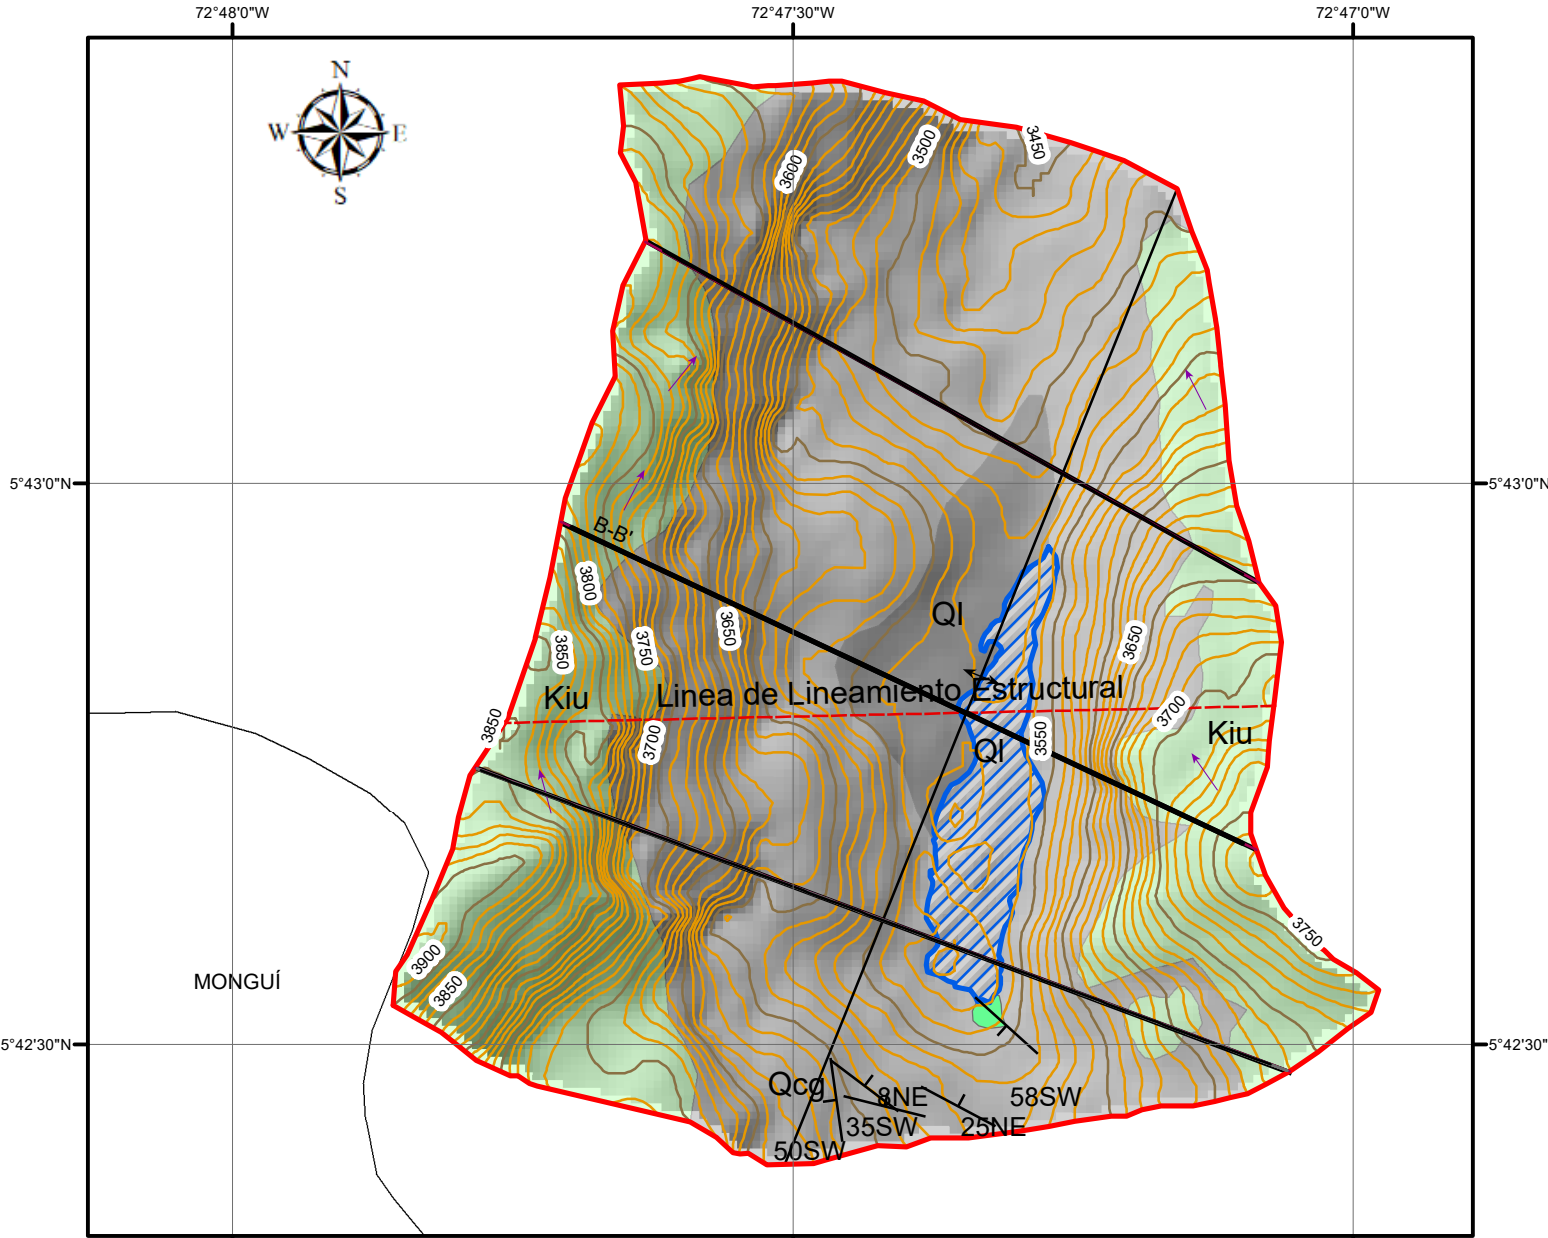 72°48'0"W
72°47'30"W
72°47'0"W
N
W
E
S
3600
3500
3450
5°43'0"N
5°43'0"N
B-B'
3800
3850
3750
3650
Ql
3650
Kiu
Linea de Lineamiento Estructural
3850
3700
Ql
3550
3700
Kiu
3900
3850
3750
MONGUÍ
5°42'30"N
5°42'30"
Qcg
8NE
58SW
35SW
25NE
50SW